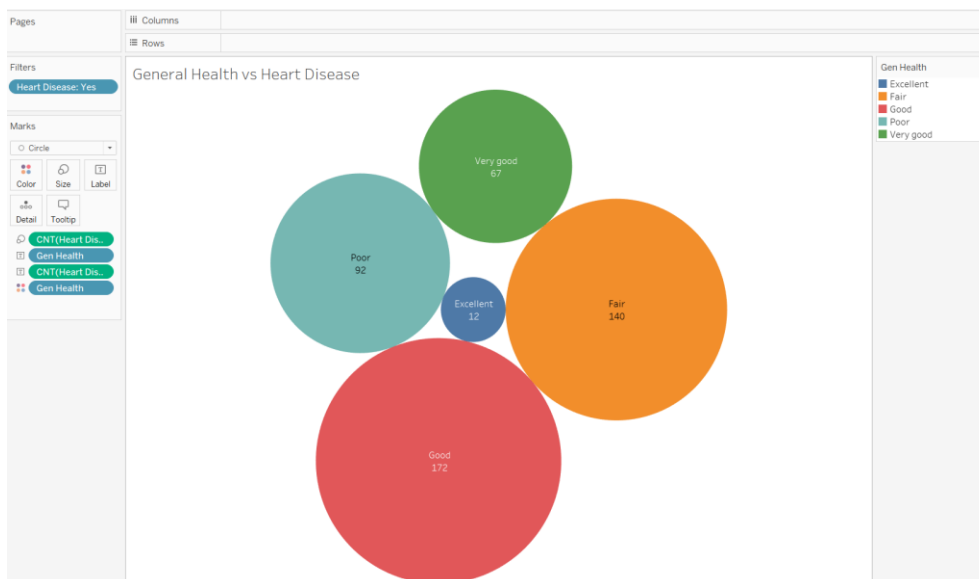 Pages
Columns
Rows
Filters
Heart Disease: Yes
Marks
Circle
Color
Size
Label
Detail
Tooltip
CNT(Heart Dis..
Gen Health
CNT(Heart Dis..
Gen Health
General Health vs Heart Disease
Very good
67
Poor
92
Excellent
12
Fair
140
Good
172
Gen Health
Excellent
Fair
Good
Poor
Very good